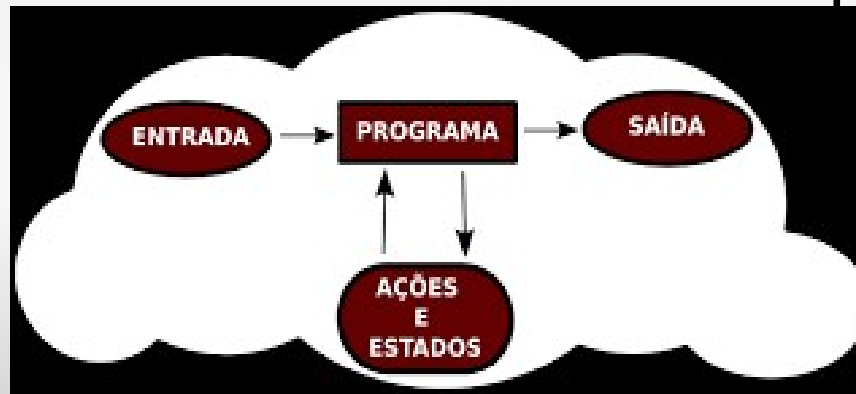 ENTRADA
PROGRAMA
SAÍDA
AÇÕES
E
ESTADOS